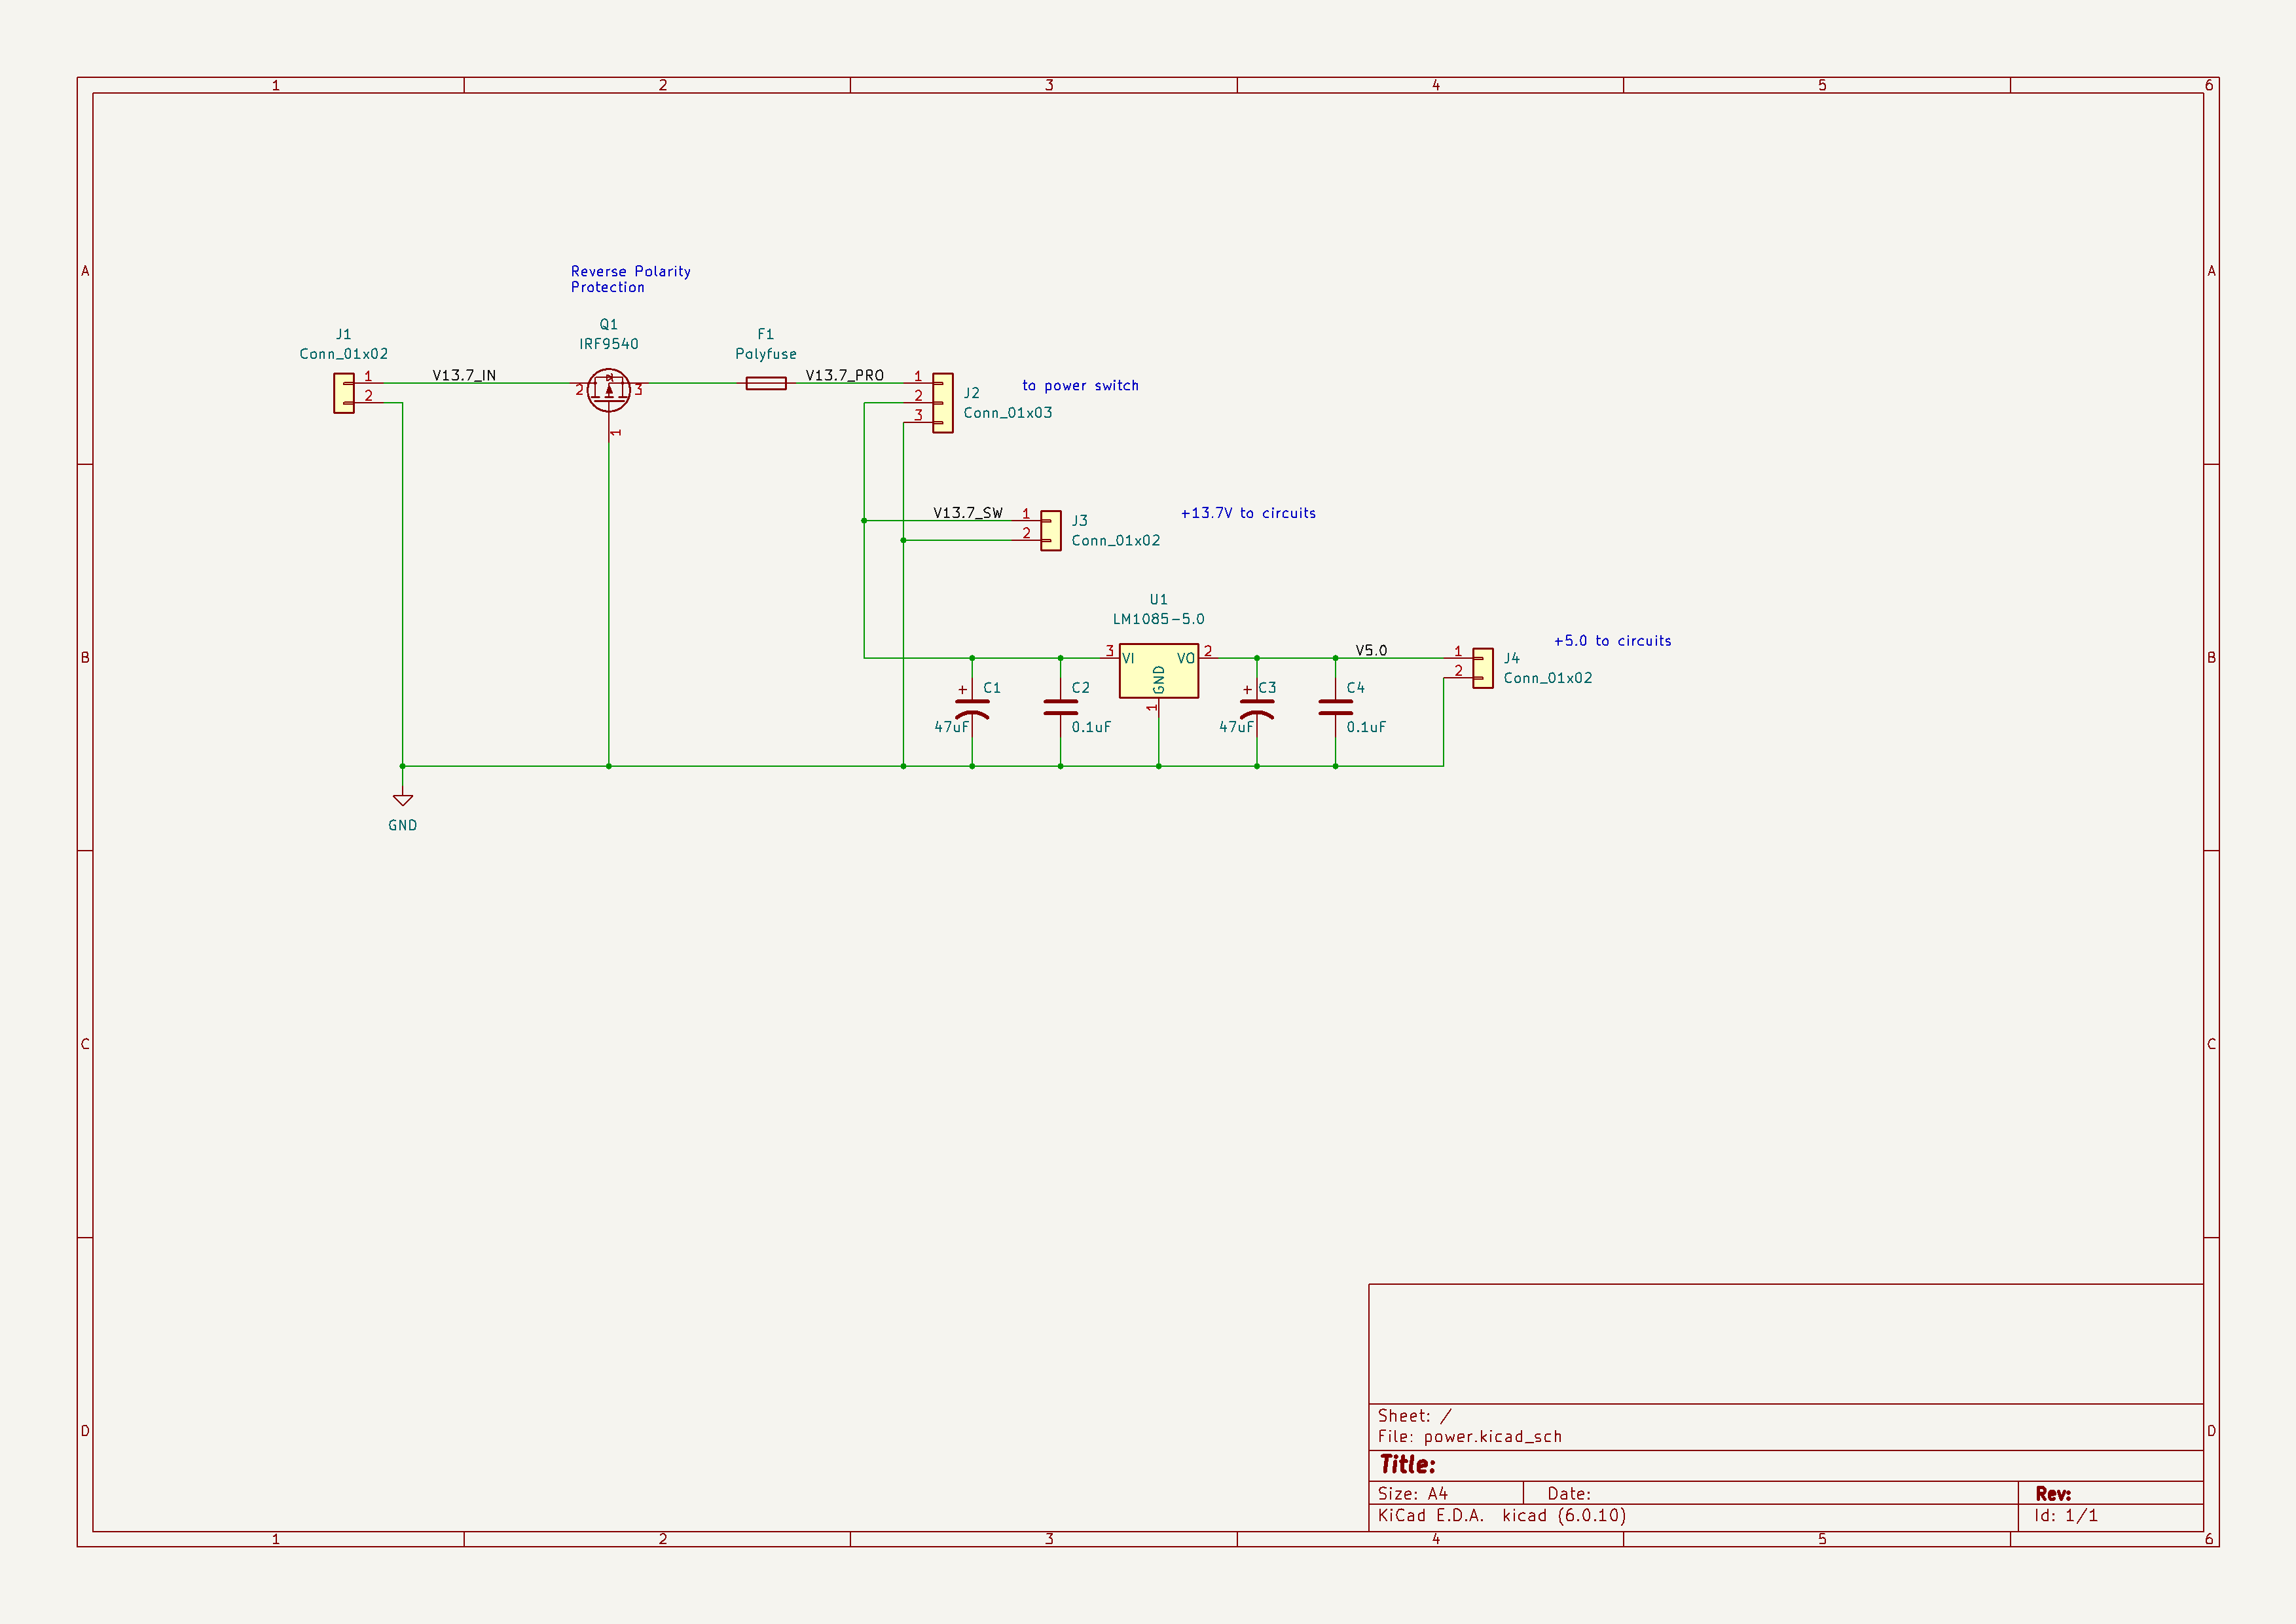 1 2 3 4 5 6
A A
Reverse Polarity
Protection
Q1
IRF9540
J1
Conn_01x02
F1
Polyfuse
1 V13.7_IN 2 3 V13.7_PRO 1
2 2
3
1
to power switch
J2
Conn_01x03
V13.7_SW 1
2
+13.7V to circuits
J3
Conn_01x02
U1
LM1085-5.0
+5.0 to circuits
B B
3 VI VO 2 V5.0 1
2
J4
Conn_01x02
GND
1
+ C1
47uF
C2
0.1uF
+ C3
47uF
C4
0.1uF
GND
C C
D D
Sheet: /
File: power.kicad_sch
Title:
Size: A4 Date: Rev:
KiCad E.D.A. kicad (6.0.10) Id: 1/1
1 2 3 4 5 6